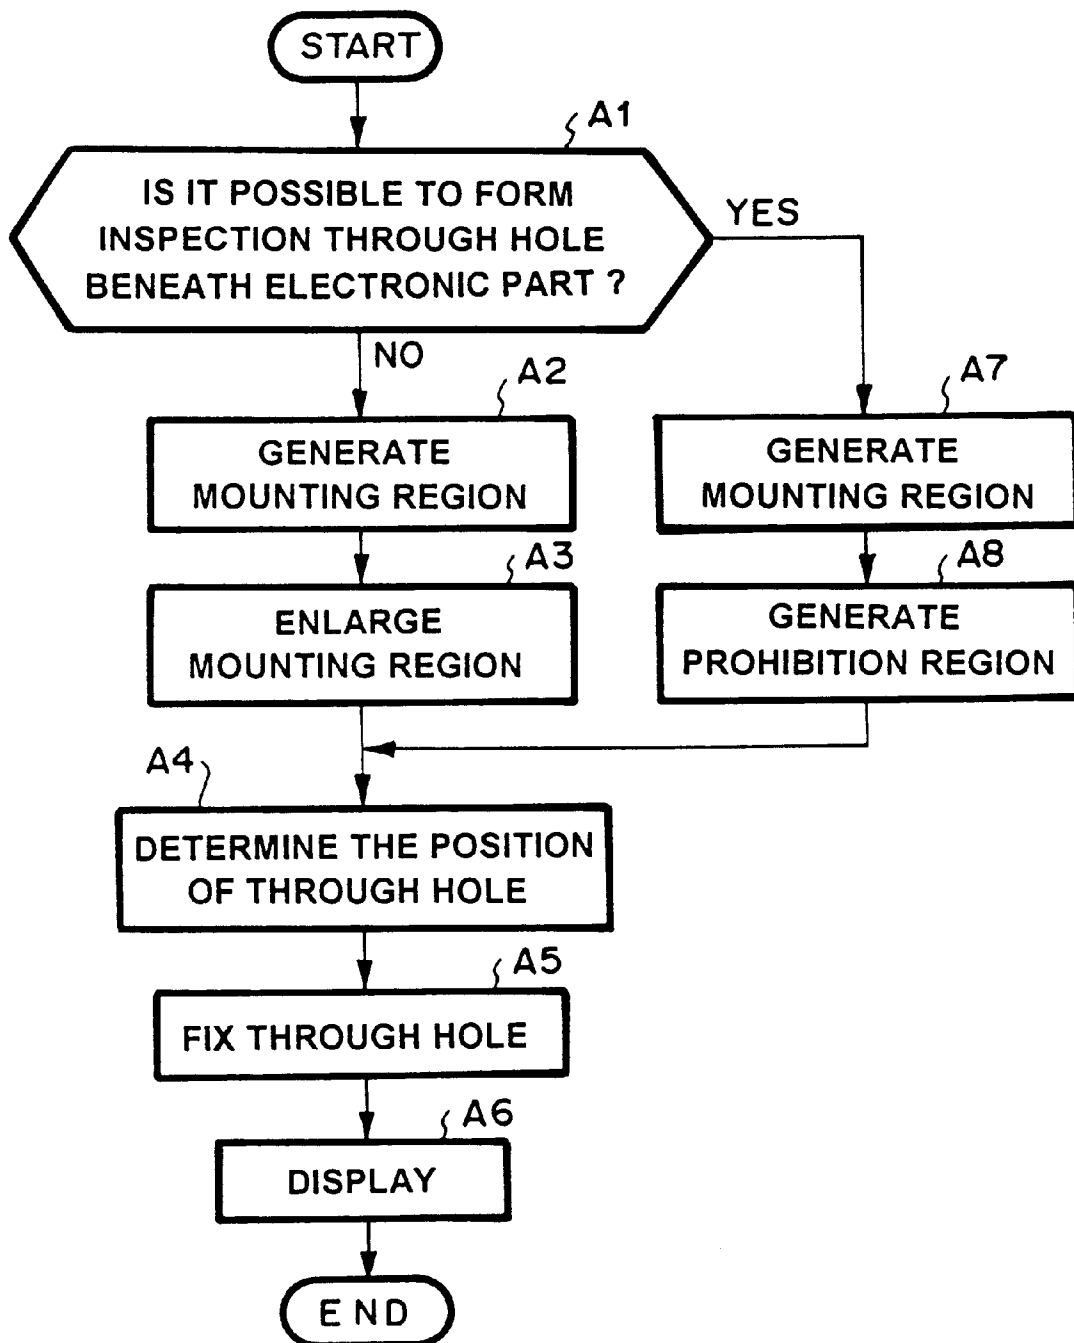 START
A1
IS IT POSSIBLE TO FORM
INSPECTION THROUGH HOLE
BENEATH ELECTRONIC PART ?
YES
NO
A2
GENERATE
MOUNTING REGION
A7
GENERATE
MOUNTING REGION
A3
ENLARGE
MOUNTING REGION
A8
GENERATE
PROHIBITION REGION
A4
DETERMINE THE POSITION
OF THROUGH HOLE
A5
FIX THROUGH HOLE
A6
DISPLAY
END